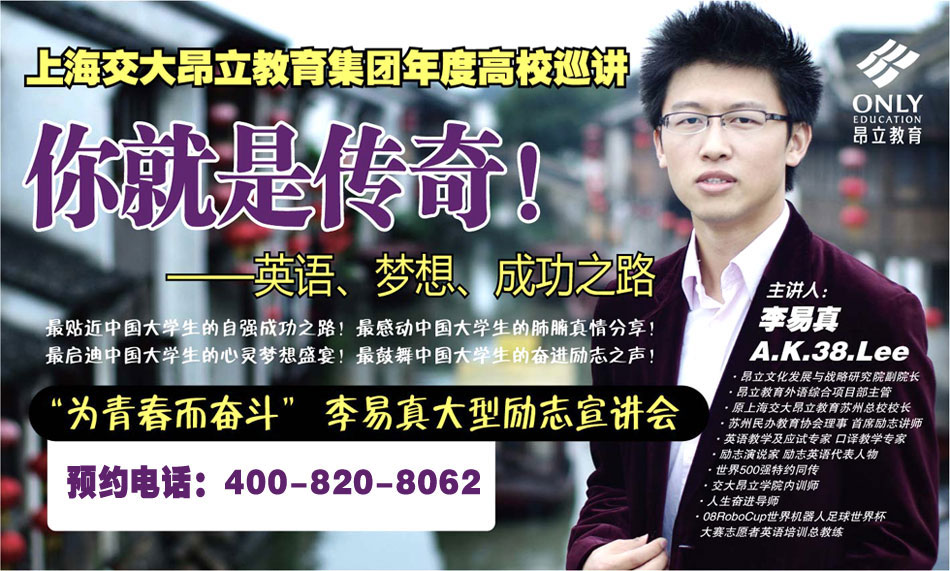 上海交大昂立教育集团年度高校巡讲
ONLY
EDUCATION
昂立教育
你就是传奇！
——英语、梦想、成功之路
最贴近中国大学生的自强成功之路！最感动中国大学生的肺腑真情分享！
最启迪中国大学生的心灵梦想盛宴！最鼓舞中国大学生的奋进励志之声！
“为青春而奋斗” 李易真大型励志宣讲会
预约电话：400-820-8062
主讲人：
李易真
A.K.38.Lee
·昂立文化发展与战略研究院副院长
·昂立教育外语综合项目部主管
·原上海交大昂立教育苏州总校校长
·苏州民办教育协会理事 首席励志讲师
·英语教学及应试专家 口译教学专家
·励志演说家 励志英语代表人物
·世界500强特约同传
·交大昂立学院内训师
·人生奋进导师
·08RoboCup世界机器人足球世界杯
大赛志愿者英语培训总教练